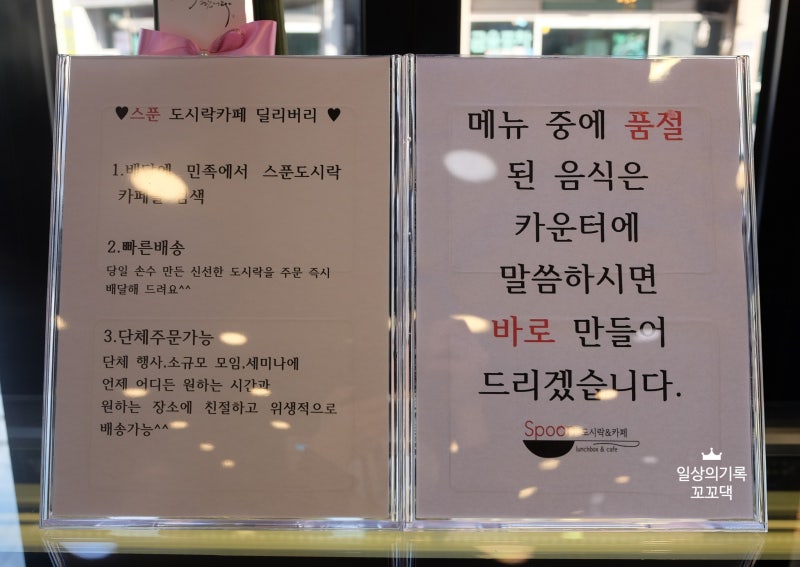 ♥스푼 도시락카페 딜리버리 ♥
1.배달에 민족에서 스푼도시락
색
2.빠른배송
당일 손수 만든 신선한 도시락을 주문 즉시
배달해 드려요^^
3.단체주문가능
단체 행사.소규모 모임.세미나에
언제 어디든 원하는 시간과
원하는 장소에 친절하고 위생적으로
배송가능^^
메뉴 중에 품절
된 음식은
카운터에
말씀하시면
바로 만들어
드리겠습니다.
Spoon 도시락&카페
lunchbox & cafe
일상의기록
꼬꼬댁